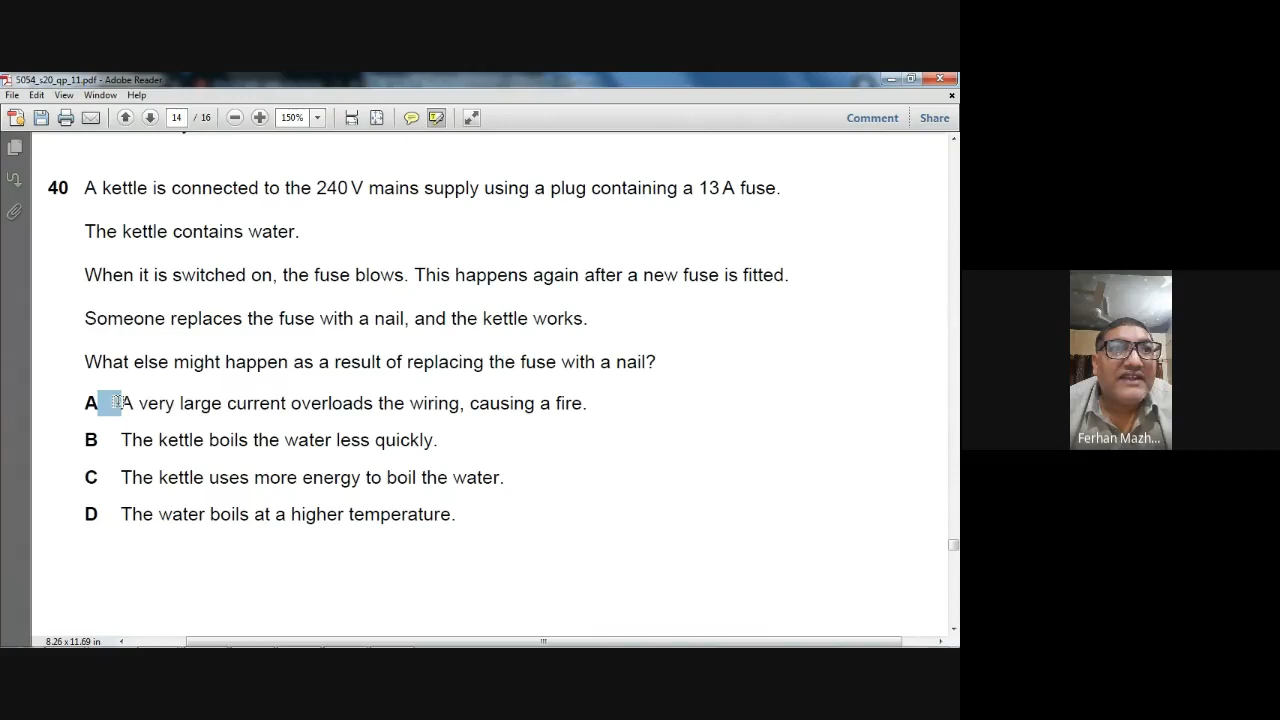 5054_s20_qp_11.pdf - Adobe Reader
File Edit View Window Help
14 / 16 150% Comment Share
40 A kettle is connected to the 240 V mains supply using a plug containing a 13 A fuse.
The kettle contains water.
When it is switched on, the fuse blows. This happens again after a new fuse is fitted.
Someone replaces the fuse with a nail, and the kettle works.
What else might happen as a result of replacing the fuse with a nail?
A A very large current overloads the wiring, causing a fire.
B The kettle boils the water less quickly.
C The kettle uses more energy to boil the water.
D The water boils at a higher temperature.
Ferhan Mazh...
8.26 x 11.69 in